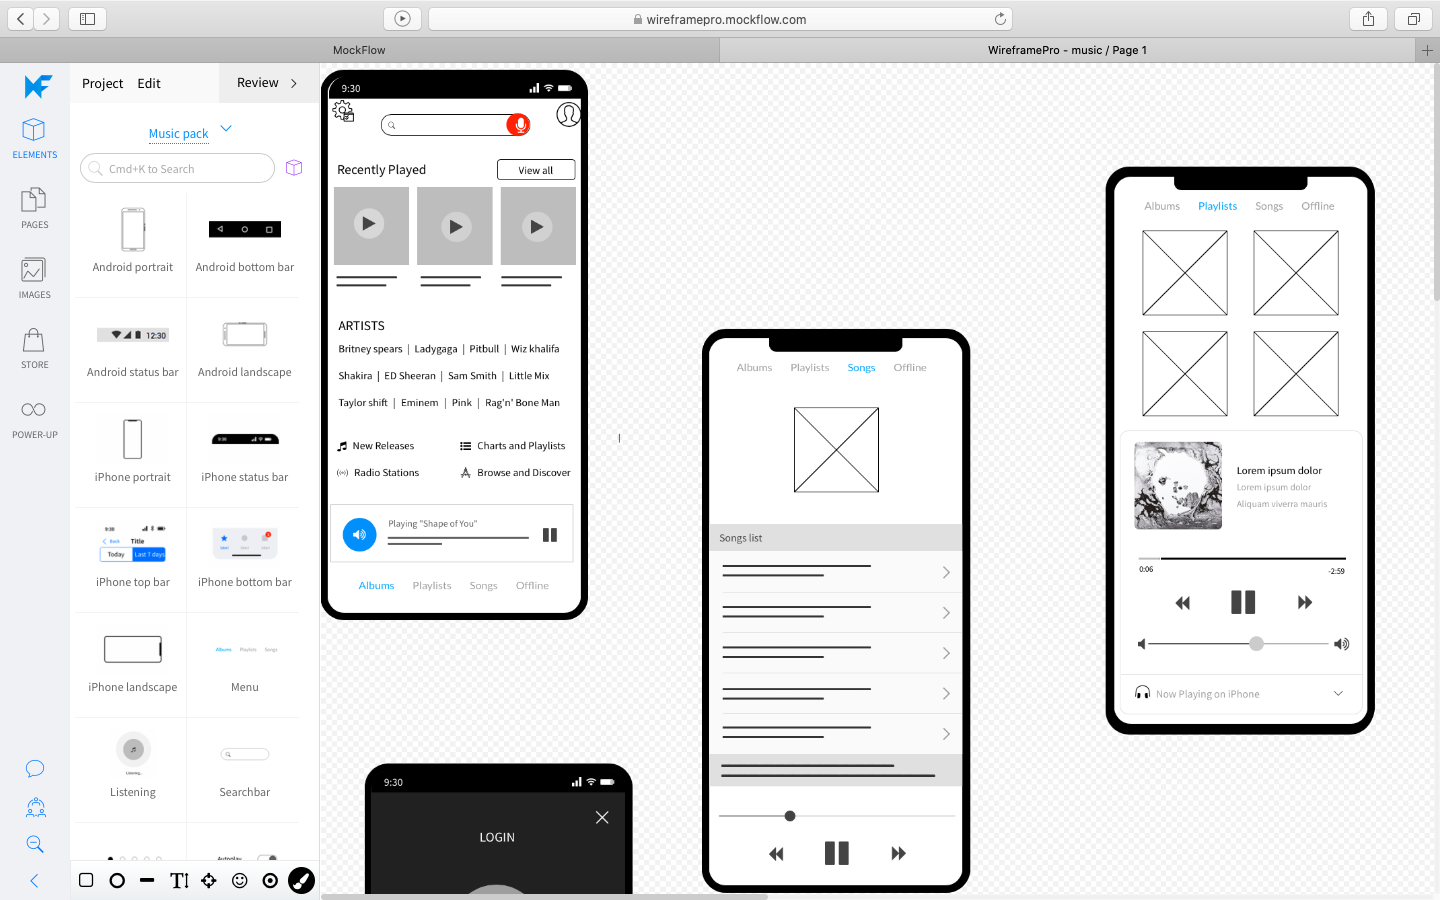 wireframepro.mockflow.com
MockFlow
WireframePro - music / Page 1
Project Edit Review
ELEMENTS
PAGES
IMAGES
STORE
POWER-UP
Music pack
Cmd+K to Search
Android portrait
Android bottom bar
12:30
Android status bar
Android landscape
iPhone portrait
iPhone status bar
9:30
Back Title
Today Last 7 days
iPhone top bar
iPhone bottom bar
iPhone landscape
Albums Playlists Songs
Menu
Listening...
Listening
Searchbar
Autoplay
T
9:30
Recently Played
View all
ARTISTS
Britney spears | Ladygaga | Pitbull | Wiz khalifa
Shakira | ED Sheeran | Sam Smith | Little Mix
Taylor shift | Eminem | Pink | Rag'n' Bone Man
New Releases
Charts and Playlists
Radio Stations
Browse and Discover
Playing "Shape of You"
Albums Playlists Songs Offline
9:30
LOGIN
Albums Playlists Songs Offline
Songs list
Albums Playlists Songs Offline
Lorem ipsum dolor
Lorem ipsum dolor
Aliquam viverra mauris
0:06
-2:59
Now Playing on iPhone